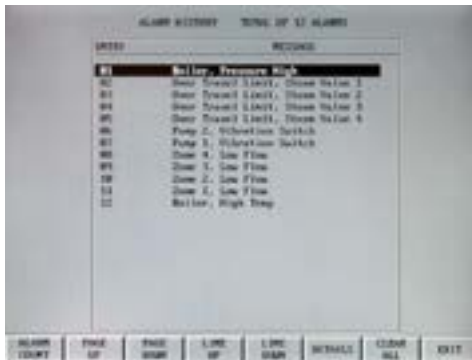 ALARM HISTORY TOTAL OF 12 ALARMS
MESSAGE
01 Boiler, Pressure High
02 Over Travel Limit, Steam Valve 1
03 Over Travel Limit, Steam Valve 2
04 Over Travel Limit, Steam Valve 3
05 Over Travel Limit, Steam Valve 4
06 Pump 2, Vibration Switch
07 Pump 1, Vibration Switch
08 Zone 4, Low Flow
09 Zone 3, Low Flow
10 Zone 2, Low Flow
11 Zone 1, Low Flow
12 Boiler, High Temp
ALARM COUNT PAGE UP PAGE DOWN LINE UP LINE DOWN DETAILS CLEAR ALL EXIT